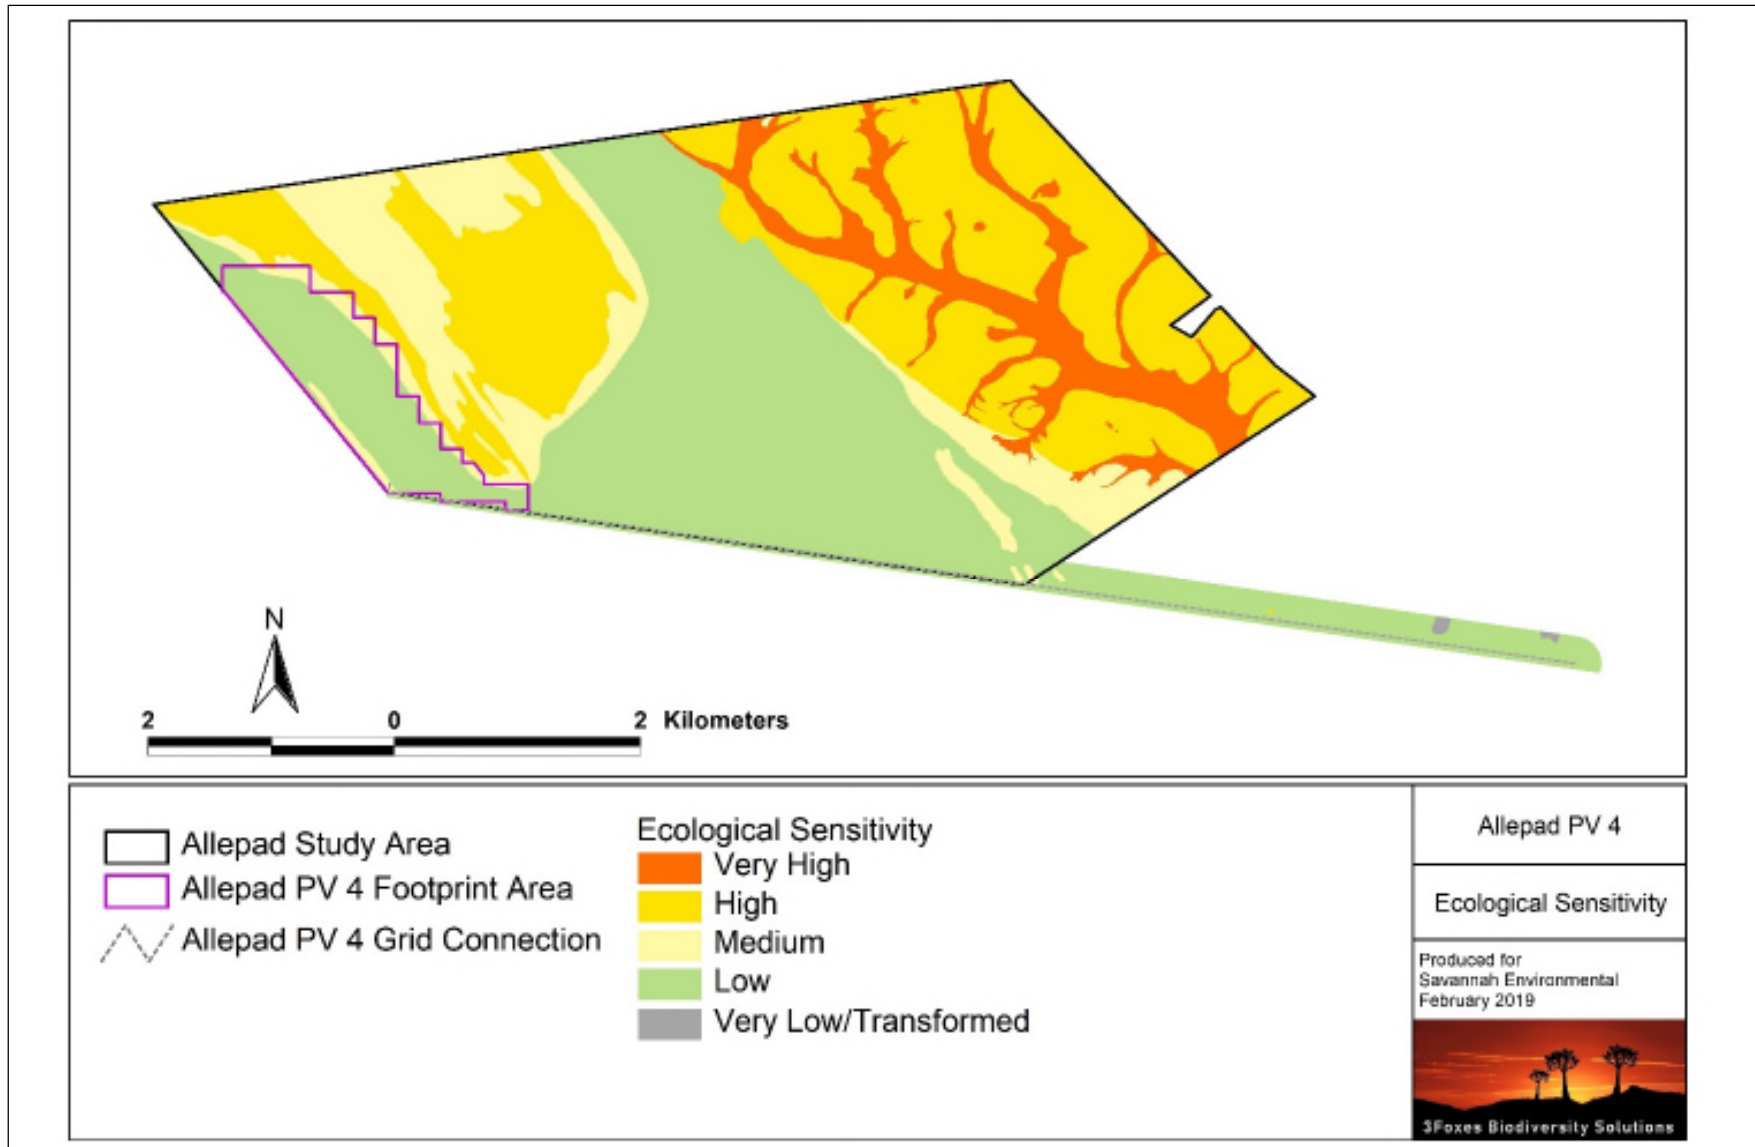 N
2 0 2 Kilometers
Allepad Study Area
Allepad PV 4 Footprint Area
Allepad PV 4 Grid Connection
Ecological Sensitivity
Very High
High
Medium
Low
Very Low/Transformed
Allepad PV 4
Ecological Sensitivity
Produced for
Savannah Environmental
February 2019
3Foxes Biodiversity Solutions